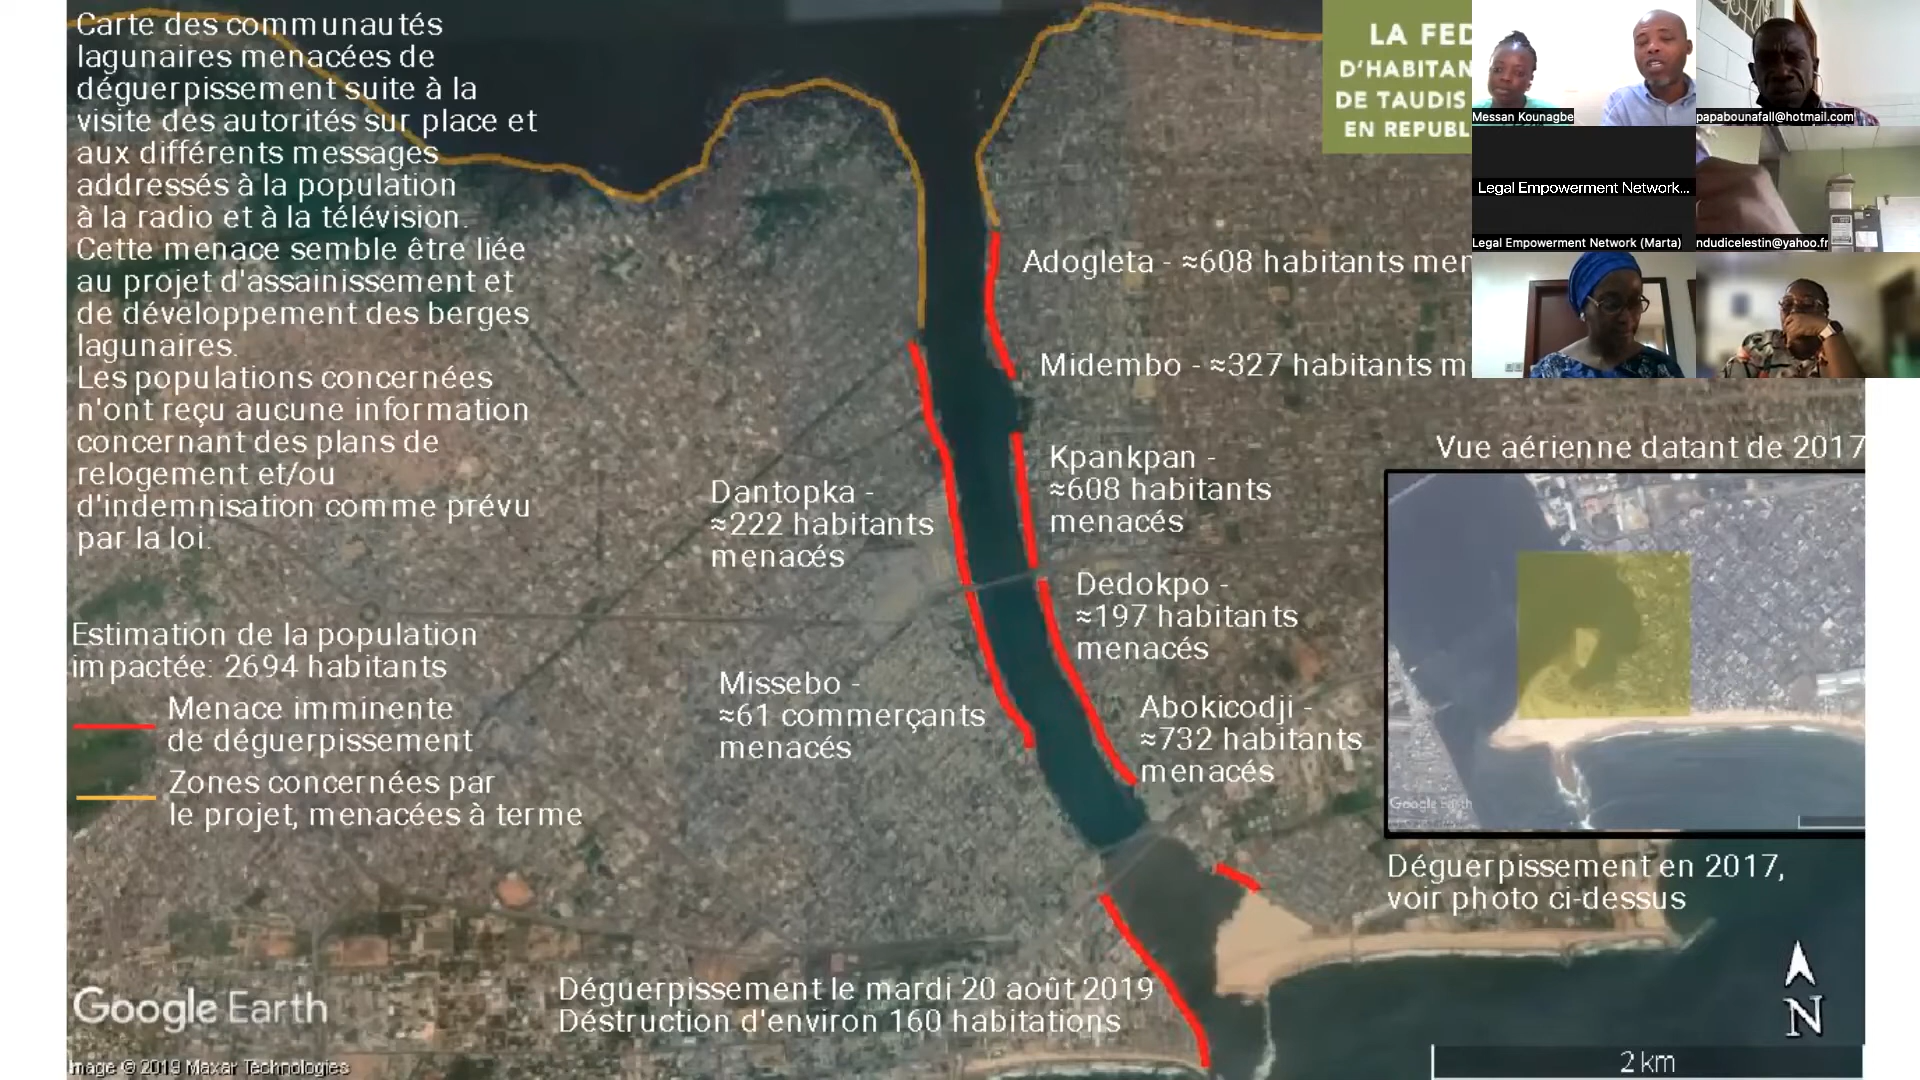 Carte des communautés
lagunaires menacées de
déguerpissement suite à la
visite des autorités sur place et
aux différents messages
addressés à la population
à la radio et à la télévision.
Cette menace semble être liée
au projet d'assainissement et
de développement des berges
lagunaires.
Les populations concernées
n'ont reçu aucune information
concernant des plans de
relogement et/ou
d'indemnisation comme prévu
par la loi.
Estimation de la population
impactée: 2694 habitants
Menace imminente
de déguerpissement
Zones concernées par
le projet, menacées à terme
Google Earth
mage © 2019 Maxar Technologies
Dantopka -
≈222 habitants
menacés
Missebo -
≈61 commerçants
menacés
Déguerpissement le mardi 20 août 2019
Déstruction d'environ 160 habitations
Adogleta - ≈608 habitants men
Midembo - ≈327 habitants m
Kpankpan -
≈608 habitants
menacés
Dedokpo -
≈197 habitants
menacés
Abokicodji -
≈732 habitants
menacés
LA FED
D'HABITAN
DE TAUDIS
EN REPUBL
Messan Kounagbe
papabounafall@hotmail.com
Legal Empowerment Network...
Legal Empowerment Network (Marta)
ndudicelestin@yahoo.fr
Vue aérienne datant de 2017
Google Earth
Déguerpissement en 2017,
voir photo ci-dessus
N
2 km